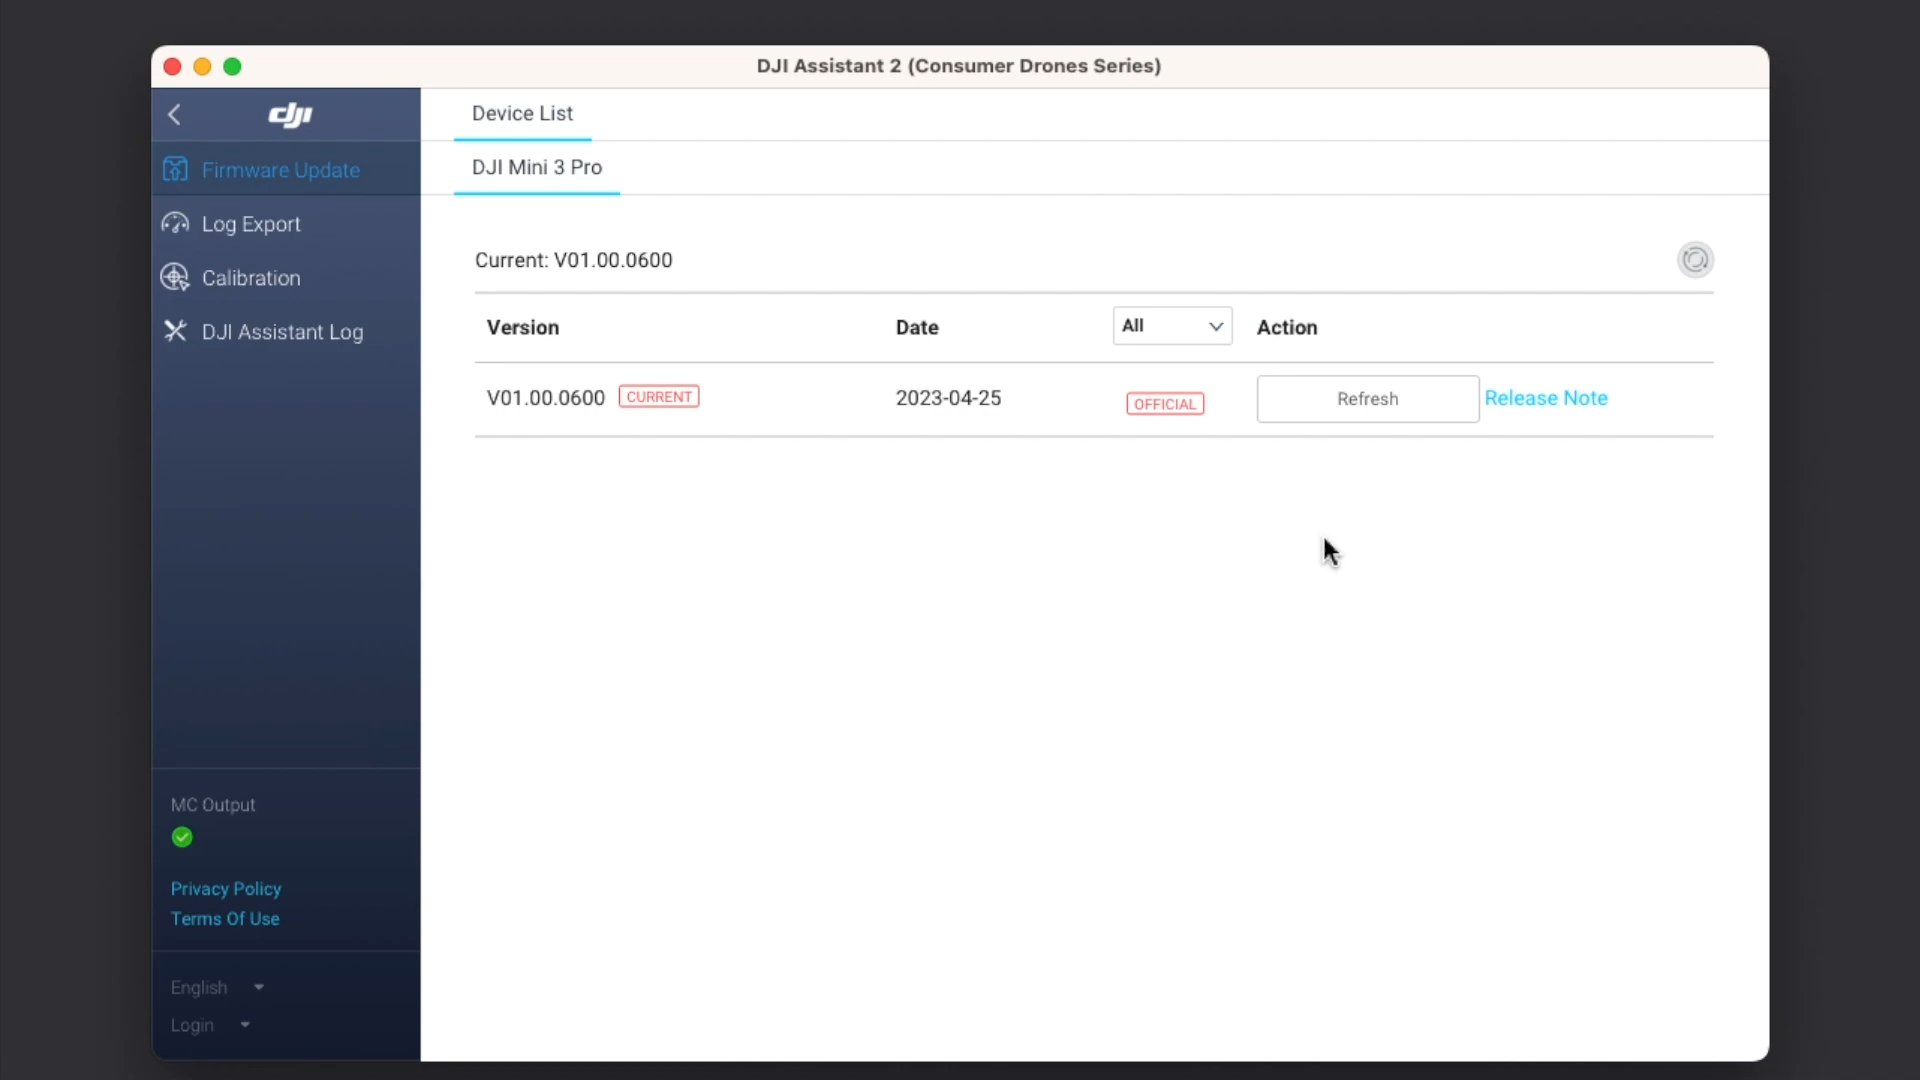 DJI Assistant 2 (Consumer Drones Series)
dji
Firmware Update
Log Export
Calibration
DJI Assistant Log
MC Output
Privacy Policy
Terms Of Use
English
Login
Device List
DJI Mini 3 Pro
Current: V01.00.0600
Version Date All Action
V01.00.0600 CURRENT 2023-04-25 OFFICIAL Refresh Release Note